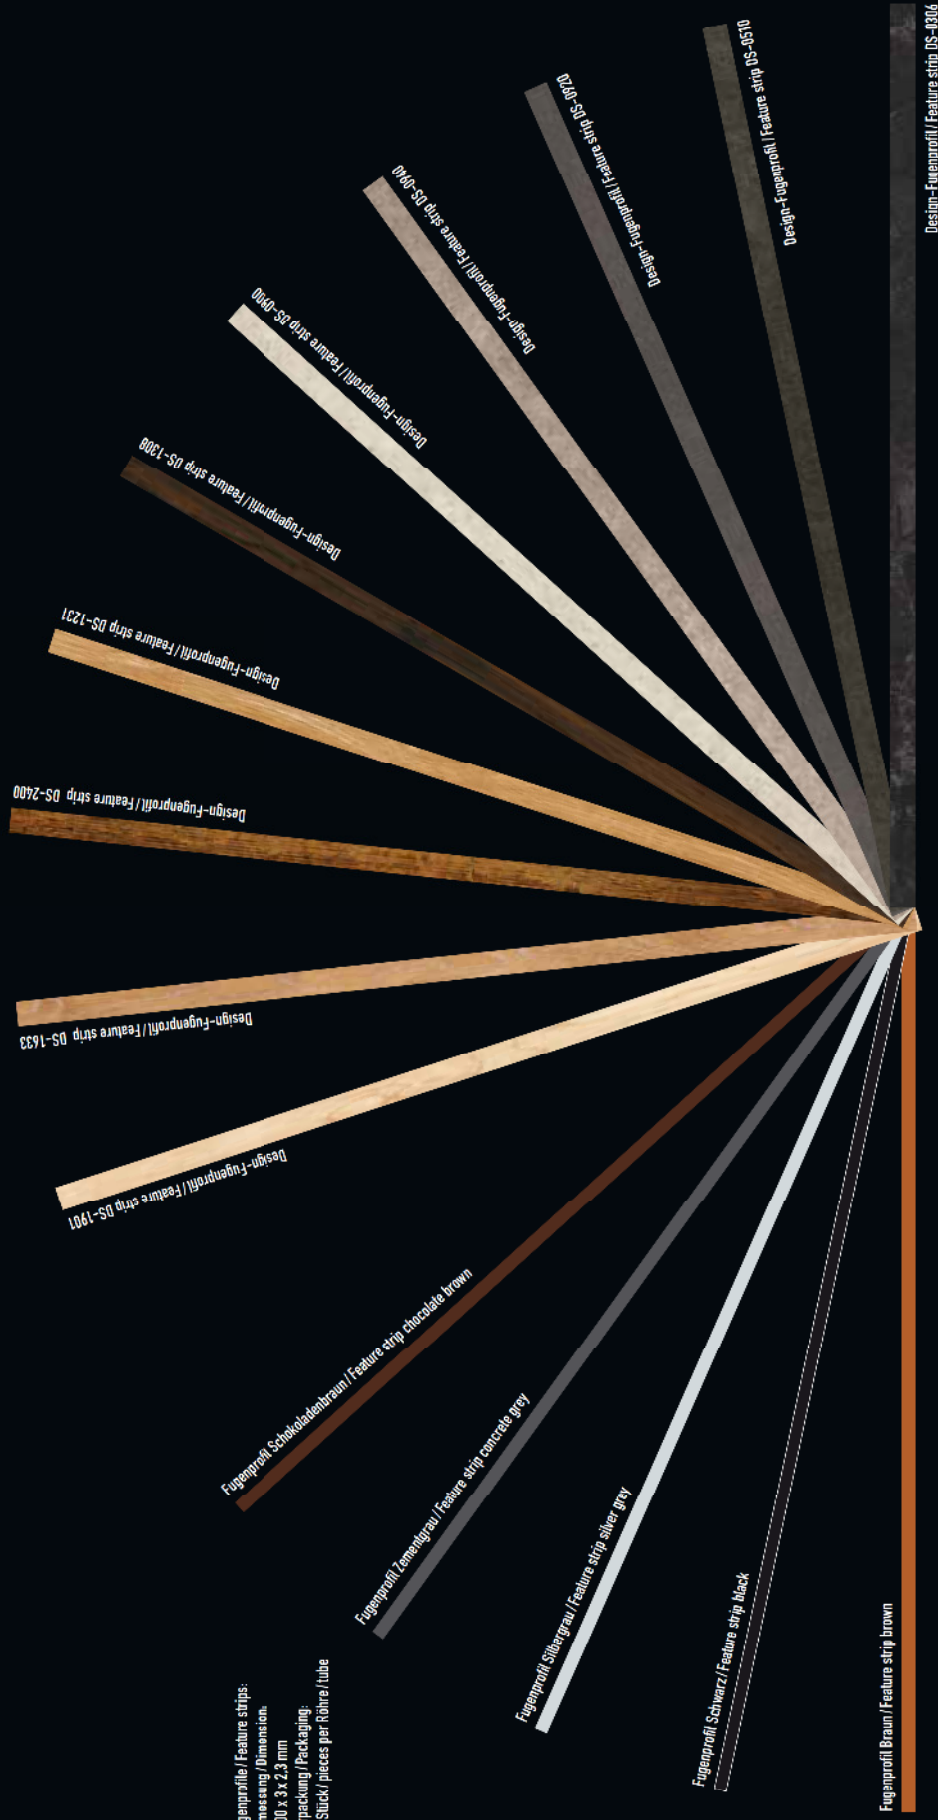 Design-Fugenprofil / Feature strip DS-0306
Design-Fugenprofil / Feature strip DS-0510
Design-Fugenprofil / Feature strip DS-0920
Design-Fugenprofil / Feature strip DS-0940
Design-Fugenprofil / Feature strip DS-0900
Design-Fugenprofil / Feature strip DS-1308
Design-Fugenprofil / Feature strip DS-1231
Design-Fugenprofil / Feature strip DS-2400
Design-Fugenprofil / Feature strip DS-1633
Design-Fugenprofil / Feature strip DS-1901
Fugenprofil Schokoladenbraun / Feature strip chocolate brown
Fugenprofil Zementgrau / Feature strip concrete grey
Fugenprofil Silbergrau / Feature strip silver grey
Fugenprofil Schwarz / Feature strip black
Fugenprofil Braun / Feature strip brown
genprofile / Feature strips:
messung / Dimension:
00 x 3 x 2,3 mm
packung / Packaging:
Stück / pieces per Röhre / tube